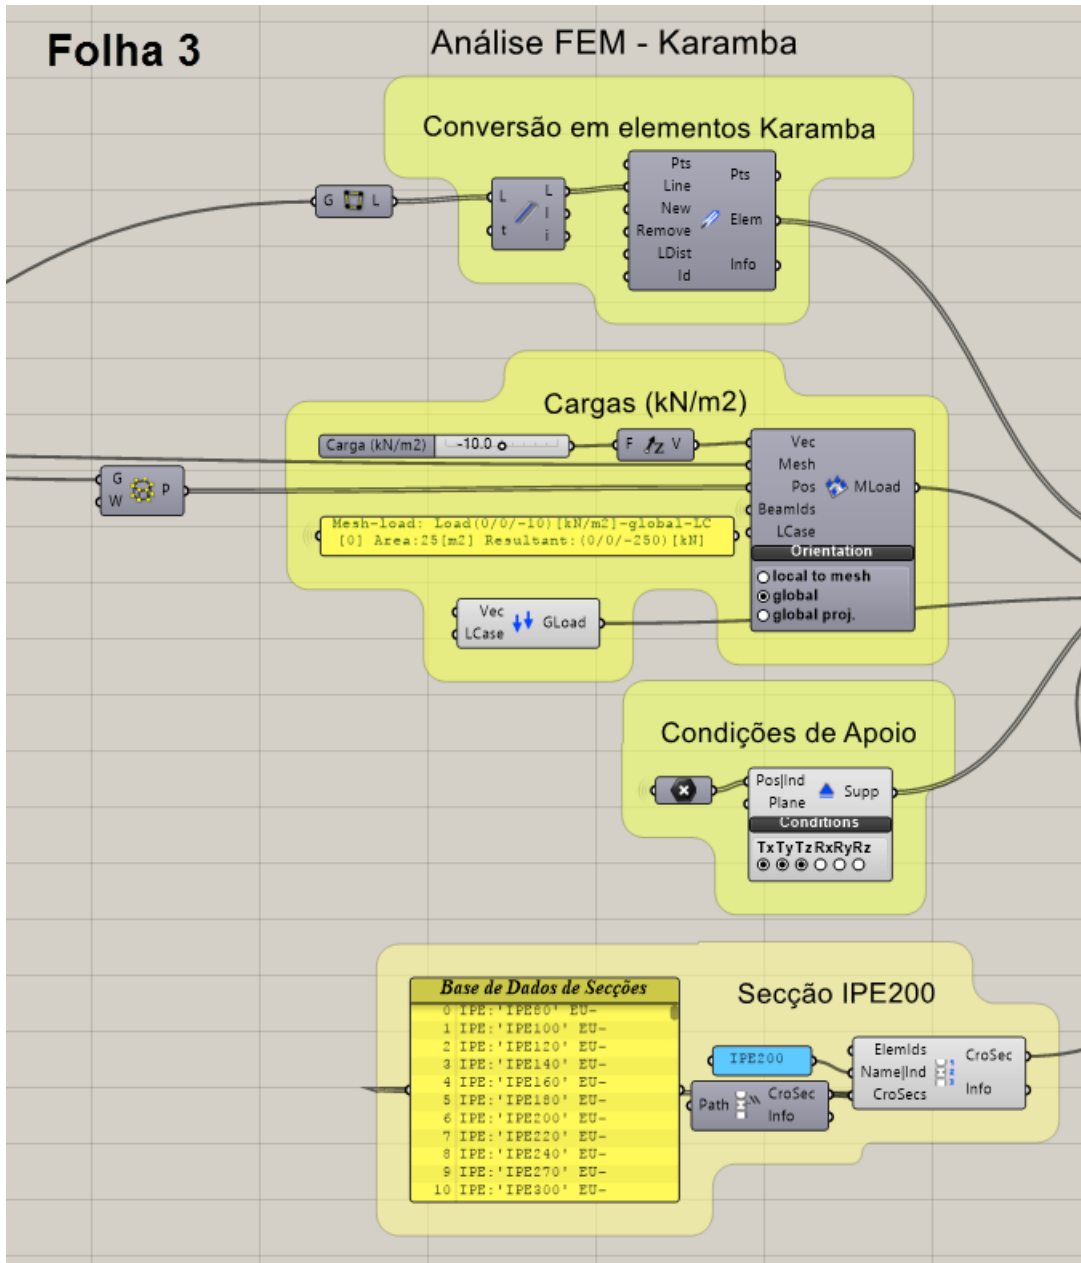 Folha 3
Análise FEM - Karamba
Conversão em elementos Karamba
G L
L L
t l
i
Pts Pts
Line
New Elem
Remove
LDist Info
Id
Cargas (kN/m2)
Carga (kN/m2) -10.0
F Z V
G P
W
Vec
Mesh
Pos MLoad
BeamIds
LCase
Orientation
local to mesh
global
global proj.
Mesh-load: Load(0/0/-10)[kN/m2]-global-LC
[0] Area:25[m2] Resultant:(0/0/-250)[kN]
Vec GLoad
LCase
Condições de Apoio
Pos|Ind Supp
Plane
Conditions
TxTyTzRxRyRz
Base de Dados de Secções
0 IPE:'IPE80' EU-
1 IPE:'IPE100' EU-
2 IPE:'IPE120' EU-
3 IPE:'IPE140' EU-
4 IPE:'IPE160' EU-
5 IPE:'IPE180' EU-
6 IPE:'IPE200' EU-
7 IPE:'IPE220' EU-
8 IPE:'IPE240' EU-
9 IPE:'IPE270' EU-
10 IPE:'IPE300' EU-
Secção IPE200
IPE200
Path CroSec
Info
ElemIds CroSec
Name|Ind 1 2 3
CroSecs Info